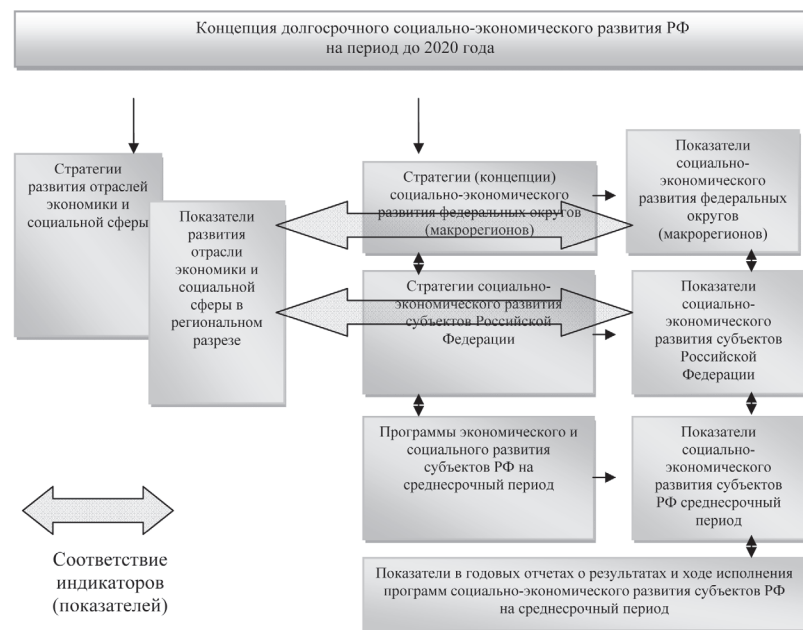 Концепция долгосрочного социально-экономического развития РФ
на период до 2020 года
Стратегии
развития отраслей
экономики и
социальной сферы
Показатели
развития
отрасли
экономики и
социальной
сферы в
региональном
разрезе
Стратегии (концепции)
социально-экономического
развития федеральных округов
(макрорегионов)
Показатели
социально-
экономического
развития федеральных
округов
(макрорегионов)
Стратегии социально-
экономического развития
субъектов Российской
Федерации
Показатели
социально-
экономического
развития субъектов
Российской
Федерации
Программы экономического и
социального развития
субъектов РФ на
среднесрочный период
Показатели
социально-
экономического
развития субъектов
РФ среднесрочный
период
Соответствие
индикаторов
(показателей)
Показатели в годовых отчетах о результатах и ходе исполнения
программ социально-экономического развития субъектов РФ
на среднесрочный период